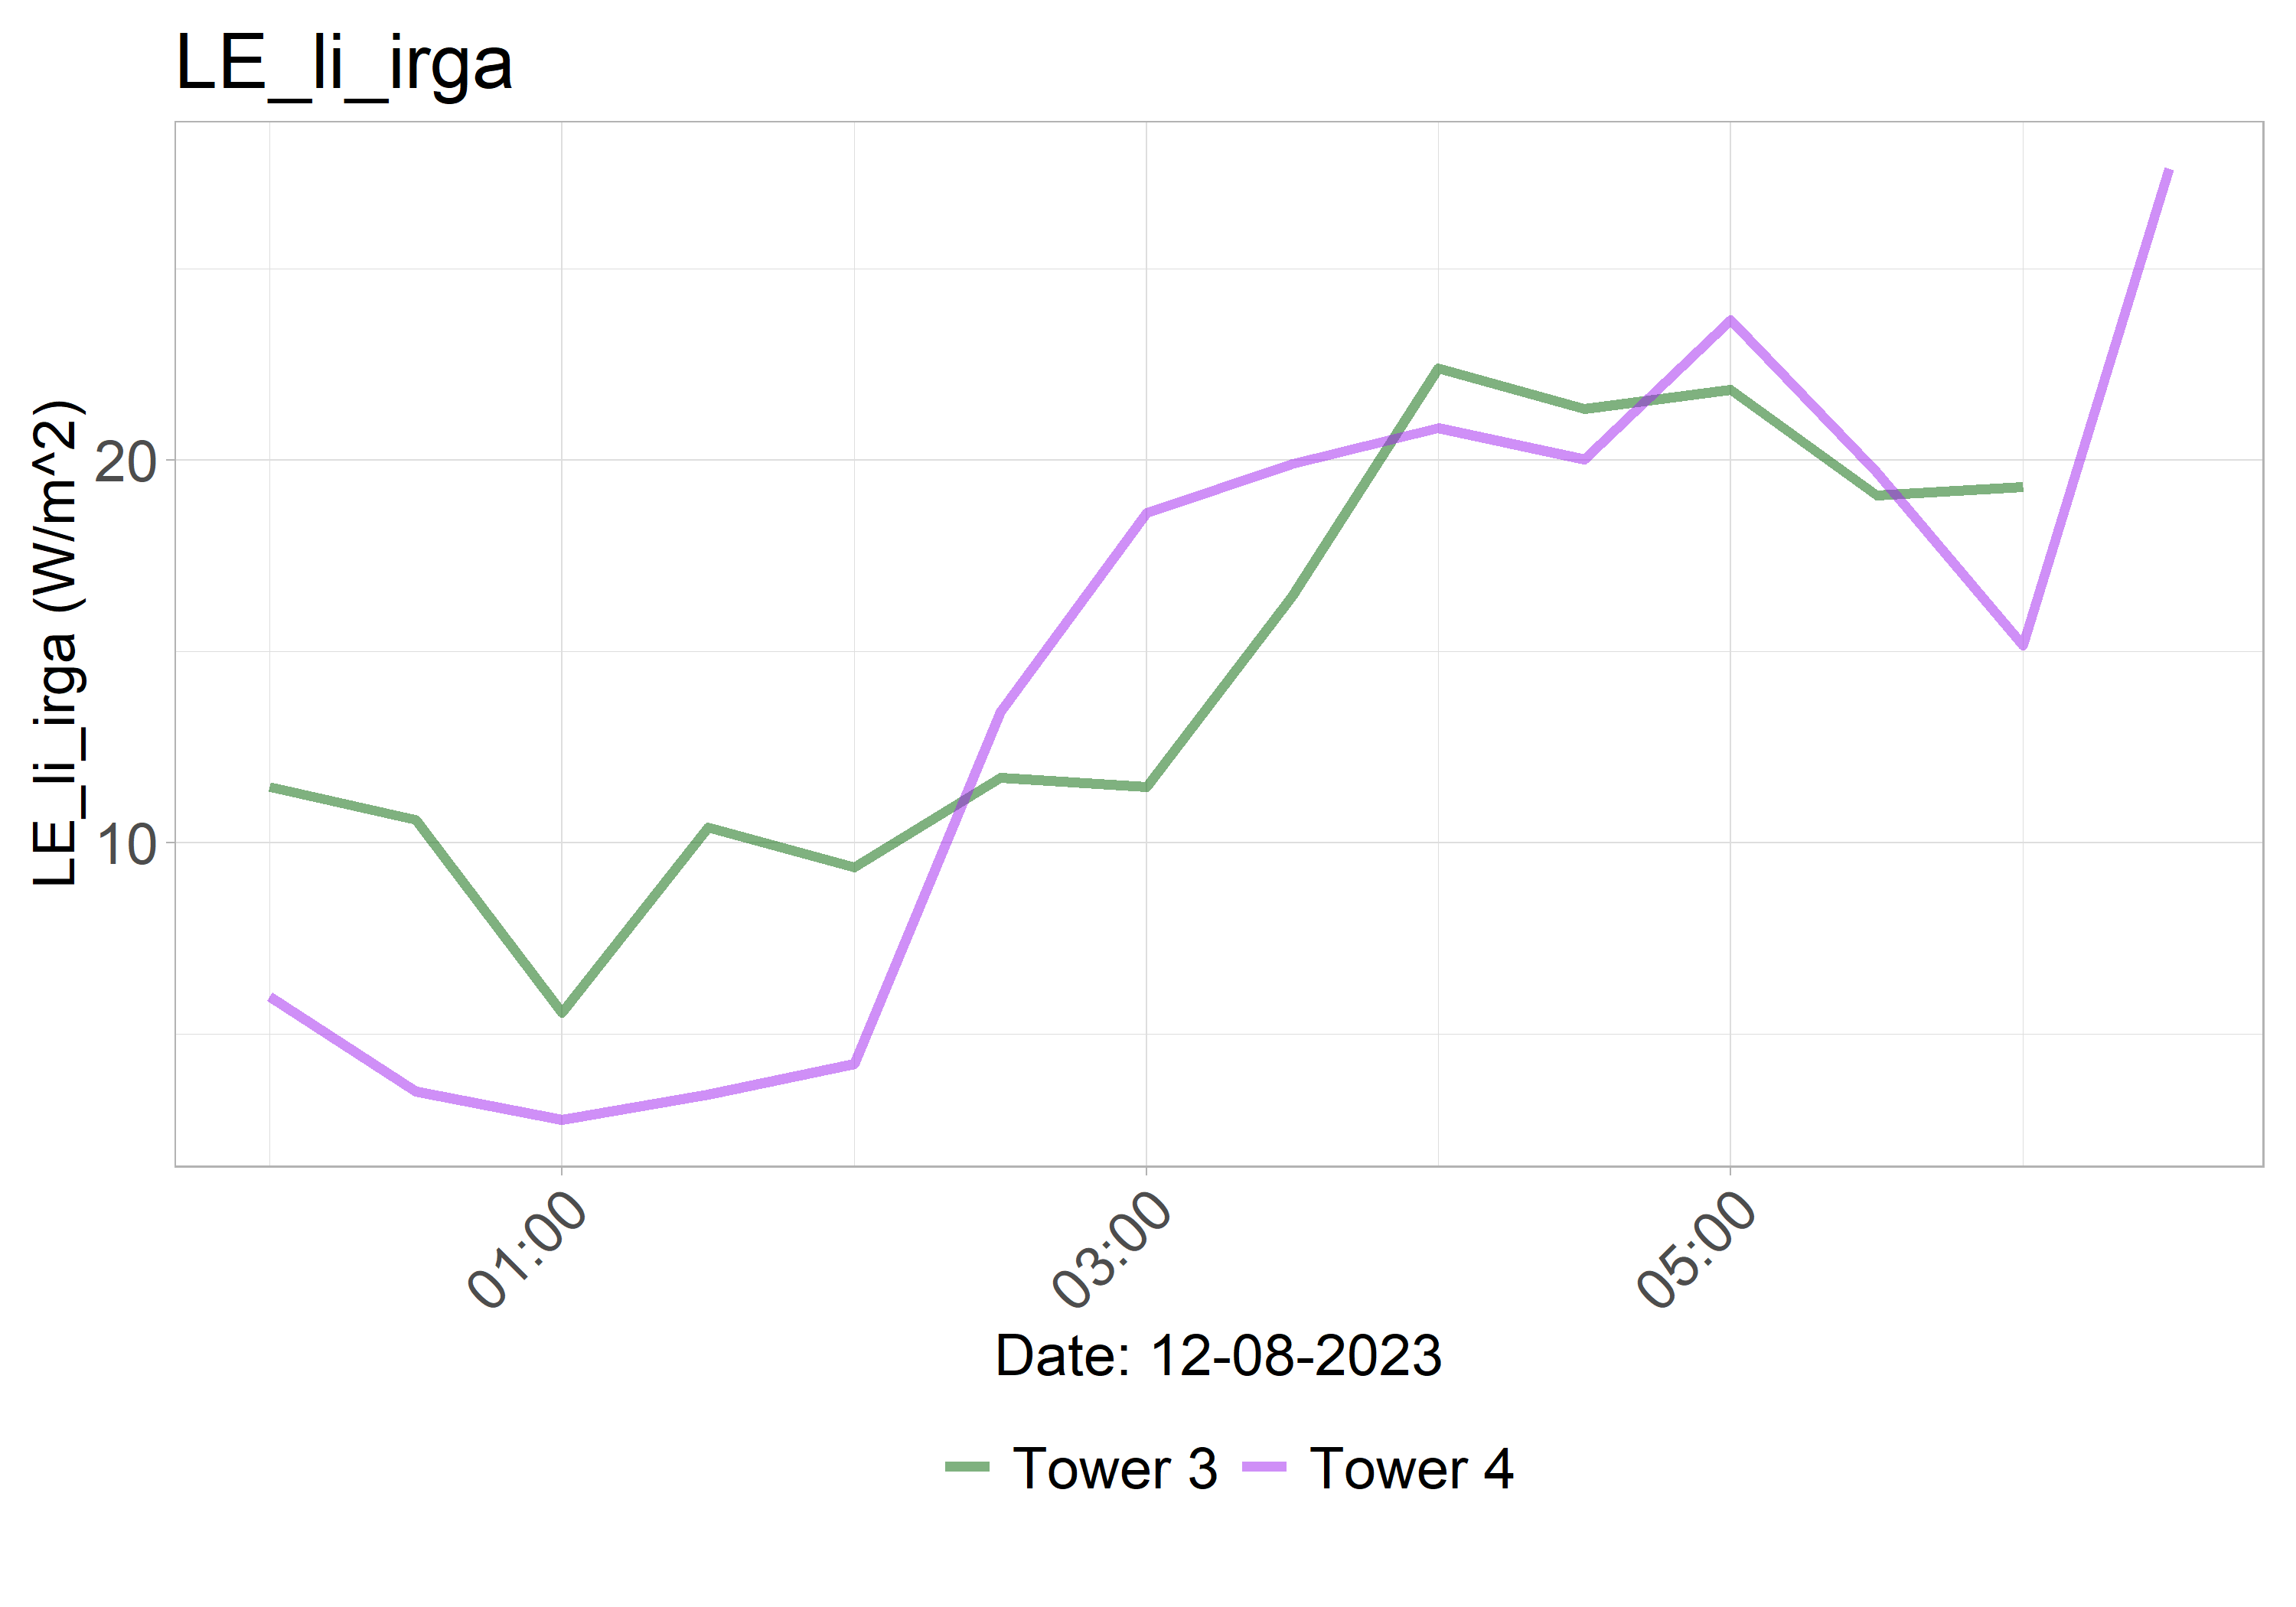 LE_li_irga
LE_li_irga (W/m^2)
20
10
01:00
03:00
05:00
Date: 12-08-2023
Tower 3
Tower 4